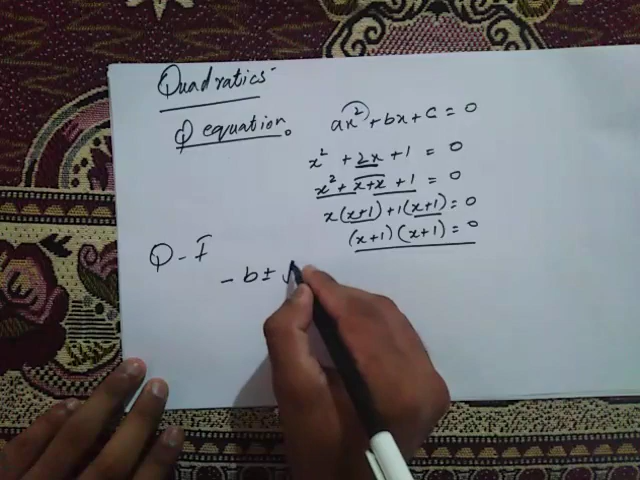 Quadratics
Q equation.
ax² + bx + c = 0
x² + 2x + 1 = 0
x² + x + x + 1 = 0
x(x+1) + 1(x+1) = 0
(x+1)(x+1) = 0
Q - F
- b ±